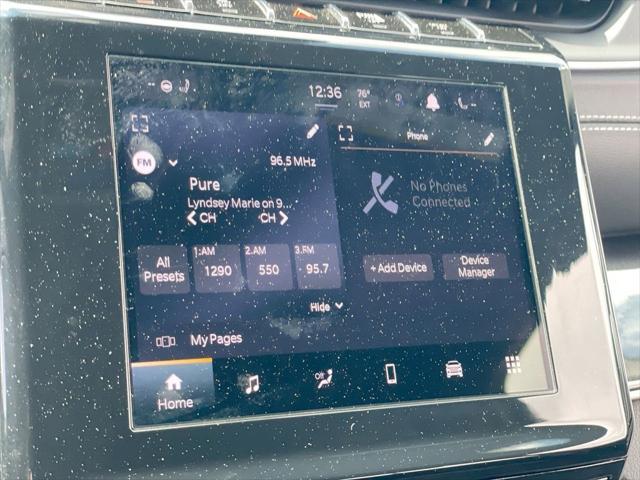 12:36
76°
EXT
Phone
FM
96.5 MHz
Pure
Lyndsey Marie on 9...
CH
CH
No Phones
Connected
All
Presets
1:AM
1290
2:AM
550
3:FM
95.7
+ Add Device
Device
Manager
Hide
My Pages
Home
Off